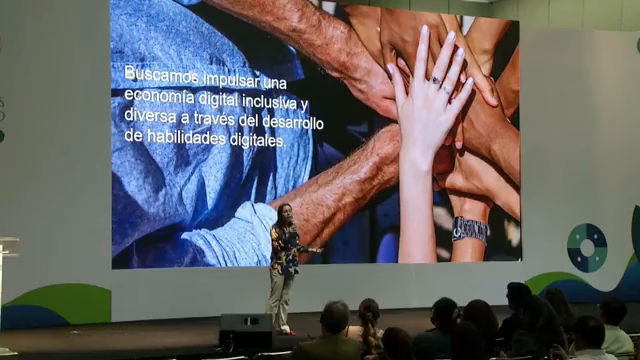 Buscamos impulsar una
economía digital inclusiva y
diversa a través del desarrollo
de habilidades digitales.